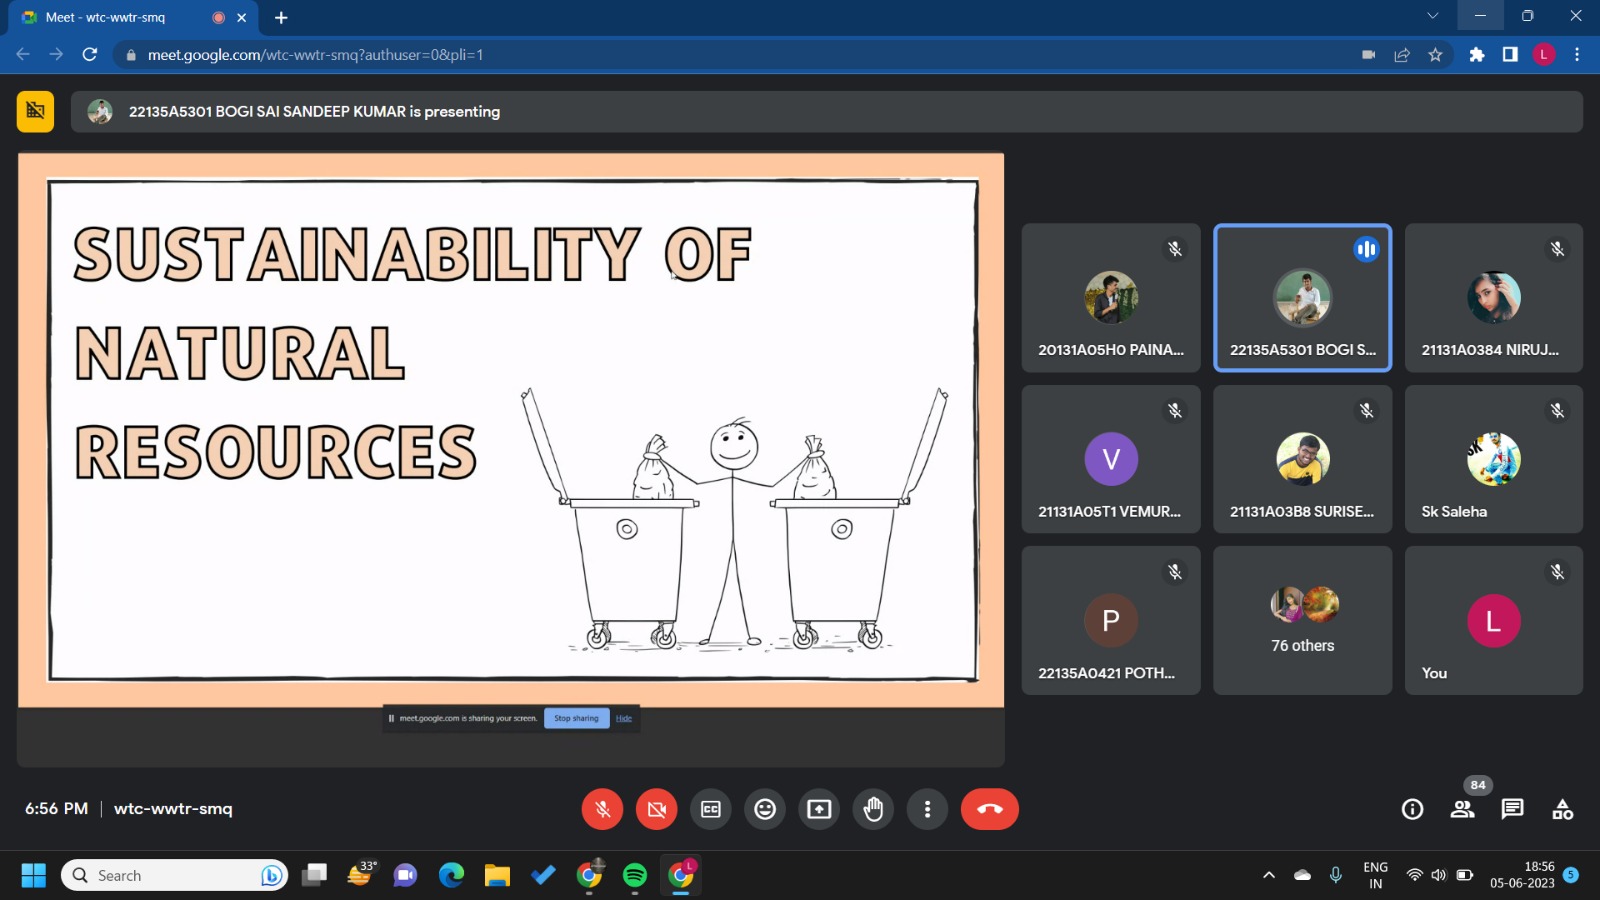 Meet - wtc-wwtr-smq
meet.google.com/wtc-wwtr-smq?authuser=0&pli=1
L
22135A5301 BOGI SAI SANDEEP KUMAR is presenting
SUSTAINABILITY OF
NATURAL
RESOURCES
meet.google.com is sharing your screen. Stop sharing Hide
20131A05H0 PAINA...
22135A5301 BOGI S...
21131A0384 NIRUJ...
V
21131A05T1 VEMUR...
21131A03B8 SURISE...
SK
Sk Saleha
P
22135A0421 POTH...
76 others
L
You
6:56 PM | wtc-wwtr-smq
CC
84
Search
33°
L
ENG
IN
18:56
05-06-2023
5